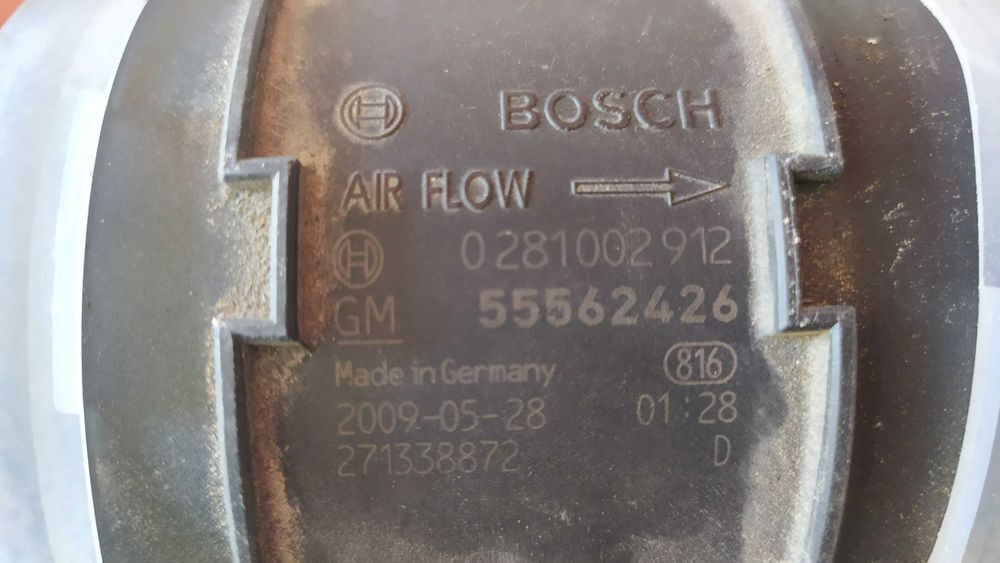 BOSCH
AIR FLOW
0 281 002 912
GM 55562426
Made in Germany 816
2009-05-28 01:28
271338872 D